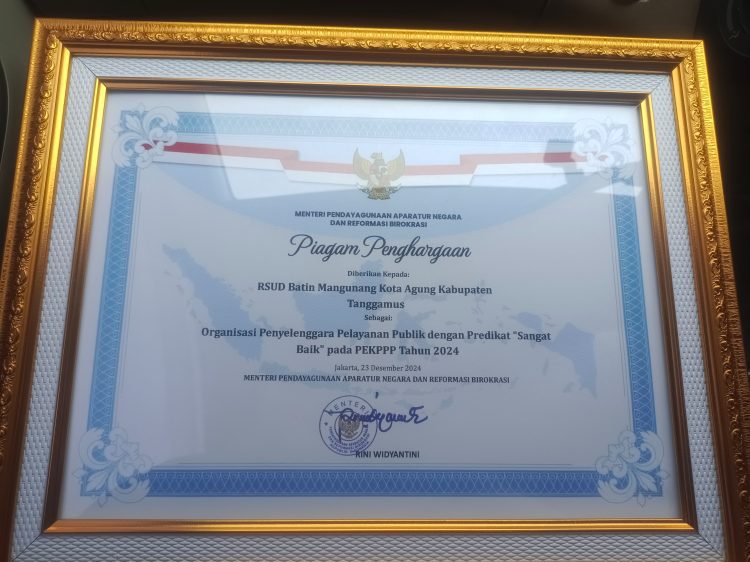 MENTERI PENDAYAGUNAAN APARATUR NEGARA
DAN REFORMASI BIROKRASI
Piagam Penghargaan
Diberikan Kepada:
RSUD Batin Mangunang Kota Agung Kabupaten
Tanggamus
Sebagai:
Organisasi Penyelenggara Pelayanan Publik dengan Predikat "Sangat
Baik" pada PEKPPP Tahun 2024
Jakarta, 23 Desember 2024
MENTERI PENDAYAGUNAAN APARATUR NEGARA DAN REFORMASI BIROKRASI
MENTERI
RINI WIDYANTINI